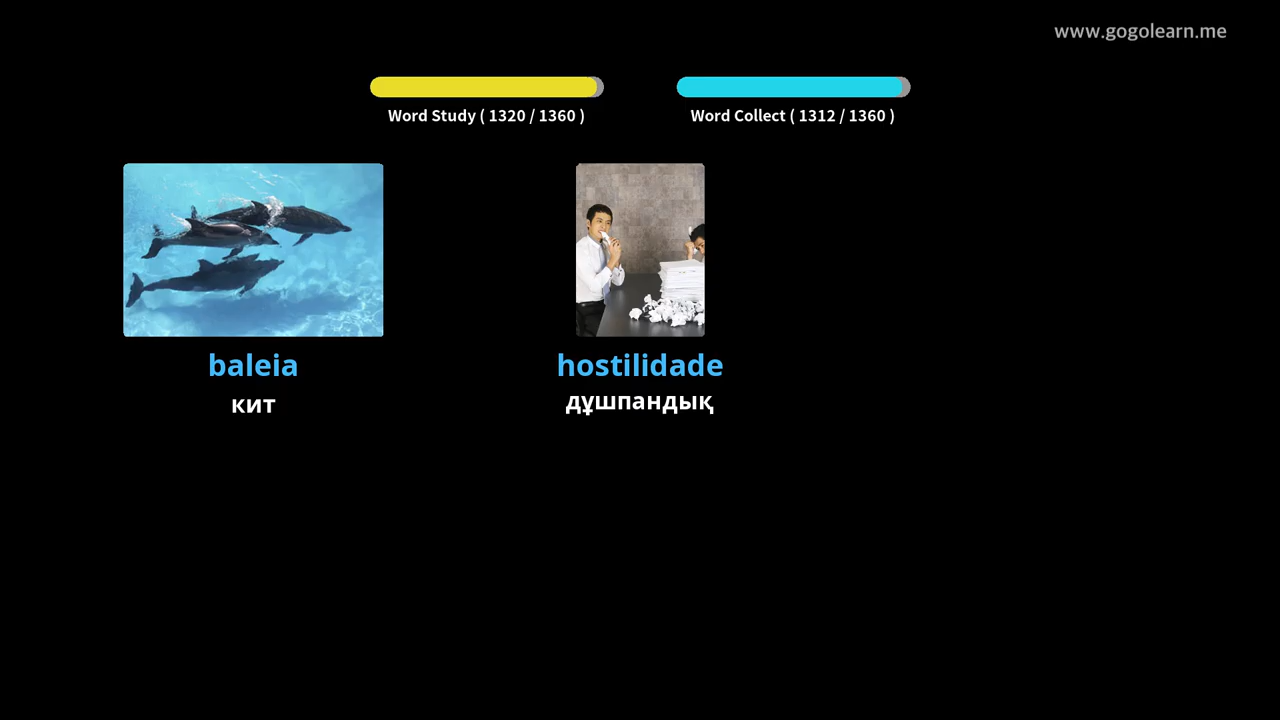 www.gogolearn.me
Word Study ( 1320 / 1360 )
Word Collect ( 1312 / 1360 )
baleia
кит
hostilidade
дұшпандық